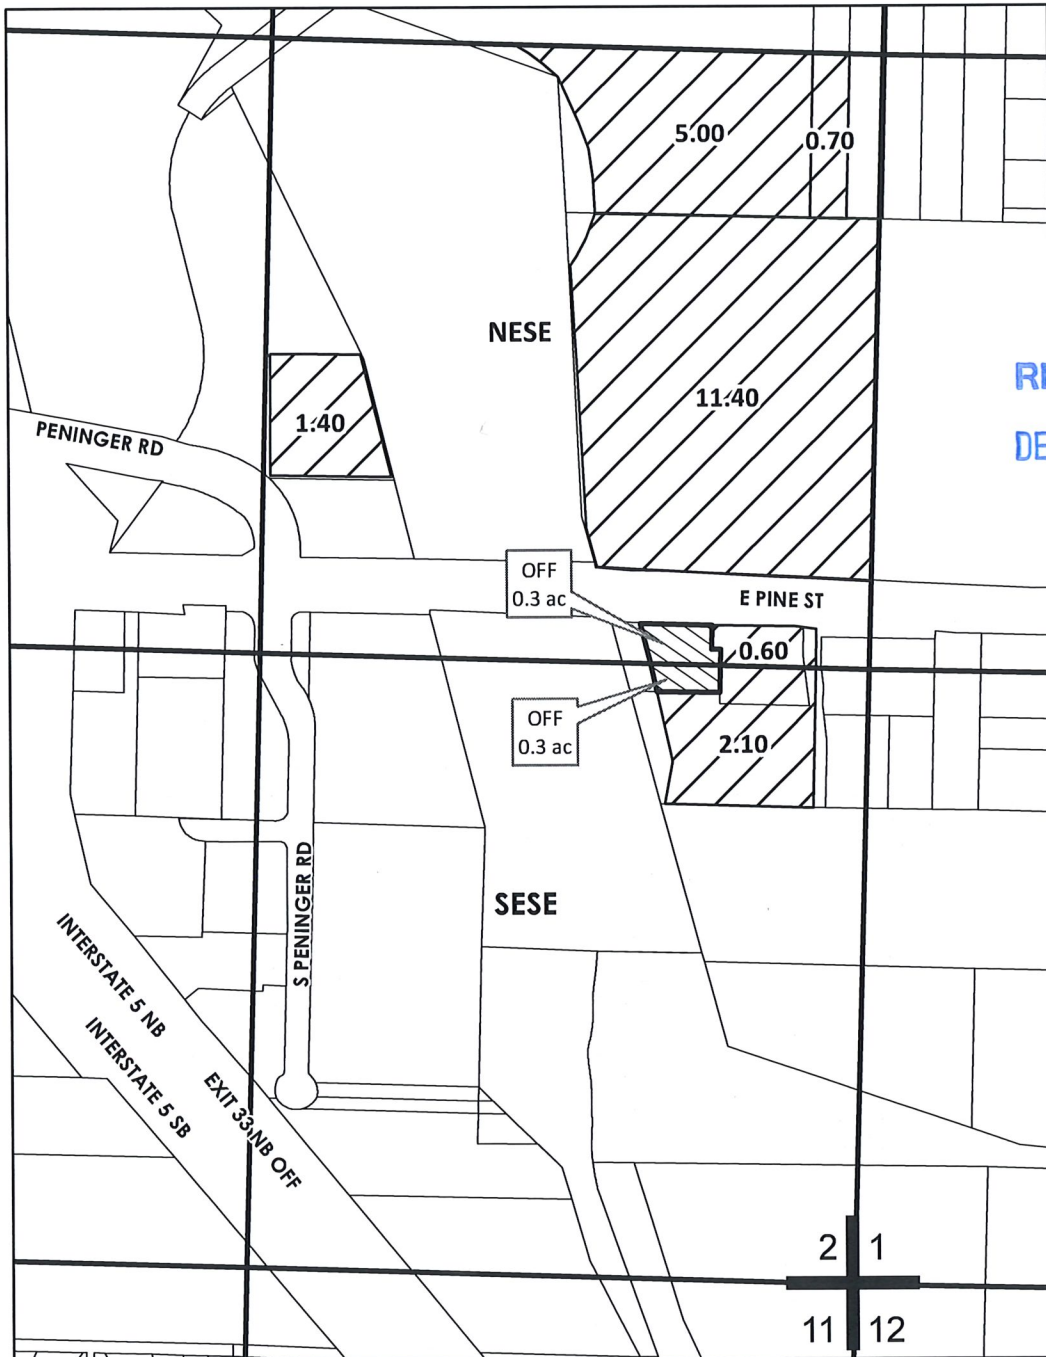 5.00
0.70
NESE
11.40
1.40
PENINGER RD
OFF
0.3 ac
E PINE ST
0.60
OFF
0.3 ac
2.10
SESE
S PENINGER RD
INTERSTATE 5 NB
INTERSTATE 5 SB
EXIT 33 NB OFF
2 1
11 12